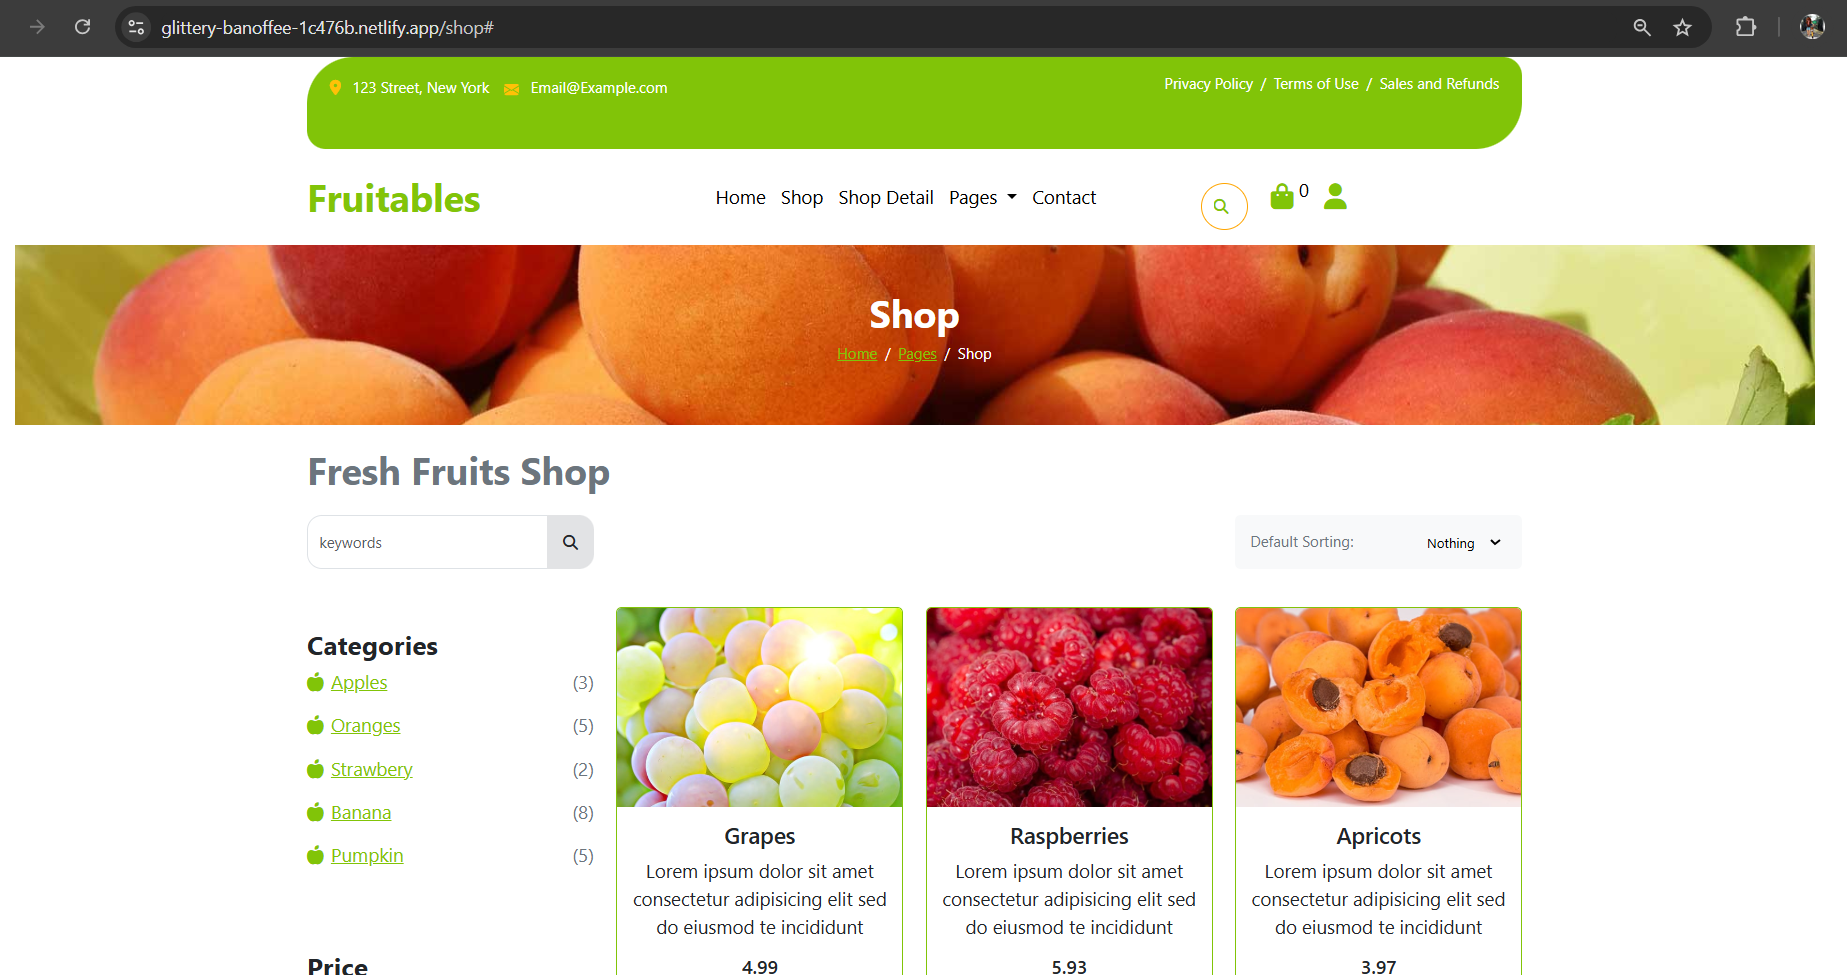 glittery-banoffee-1c476b.netlify.app/shop#
123 Street, New York Email@Example.com Privacy Policy / Terms of Use / Sales and Refunds
Fruitables Home Shop Shop Detail Pages Contact 0
Shop
Home / Pages / Shop
Fresh Fruits Shop
keywords Default Sorting: Nothing
Categories
Apples (3)
Oranges (5)
Strawbery (2)
Banana (8)
Pumpkin (5)
Price
Grapes
Lorem ipsum dolor sit amet
consectetur adipisicing elit sed
do eiusmod te incididunt
4.99
Raspberries
Lorem ipsum dolor sit amet
consectetur adipisicing elit sed
do eiusmod te incididunt
5.93
Apricots
Lorem ipsum dolor sit amet
consectetur adipisicing elit sed
do eiusmod te incididunt
3.97